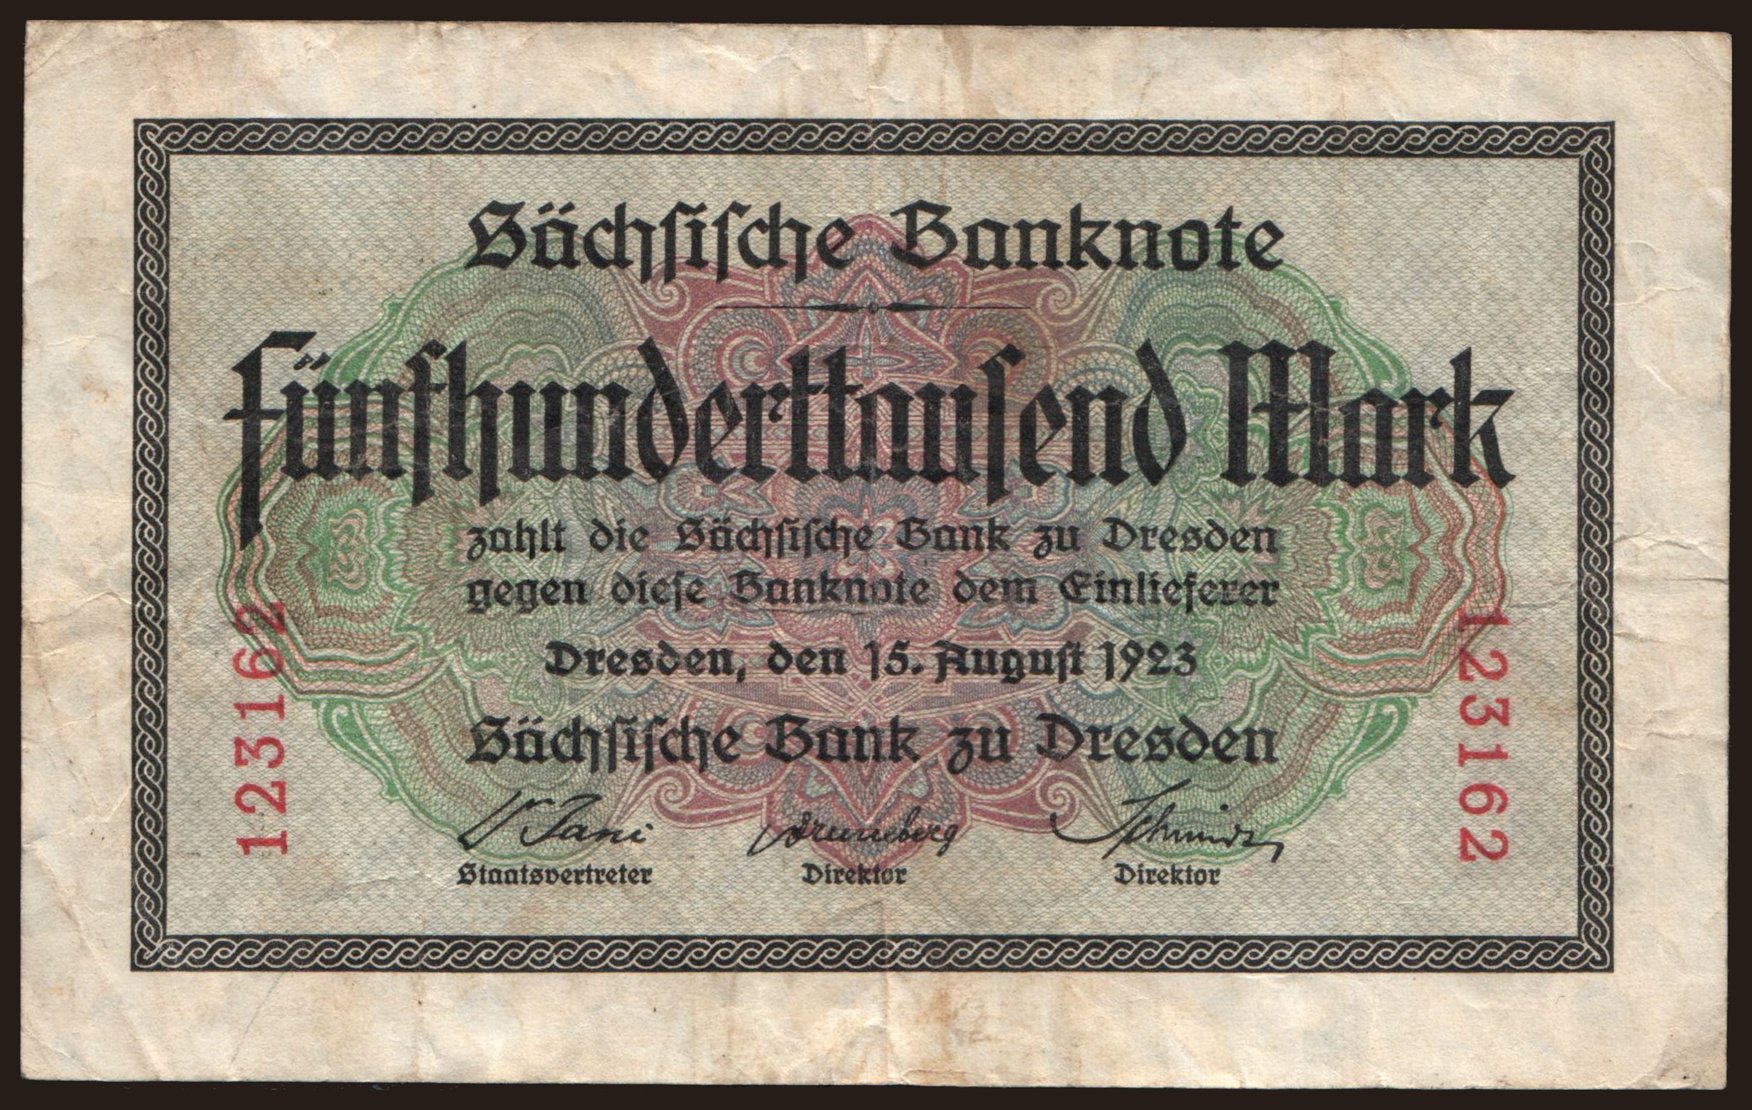 Sächsische Banknote
Fünfhunderttausend Mark
zahlt die Sächsische Bank zu Dresden
gegen diese Banknote dem Einlieferer
Dresden, den 15. August 1923
Sächsische Bank zu Dresden
Staatsvertreter Direktor Direktor
123162
123162